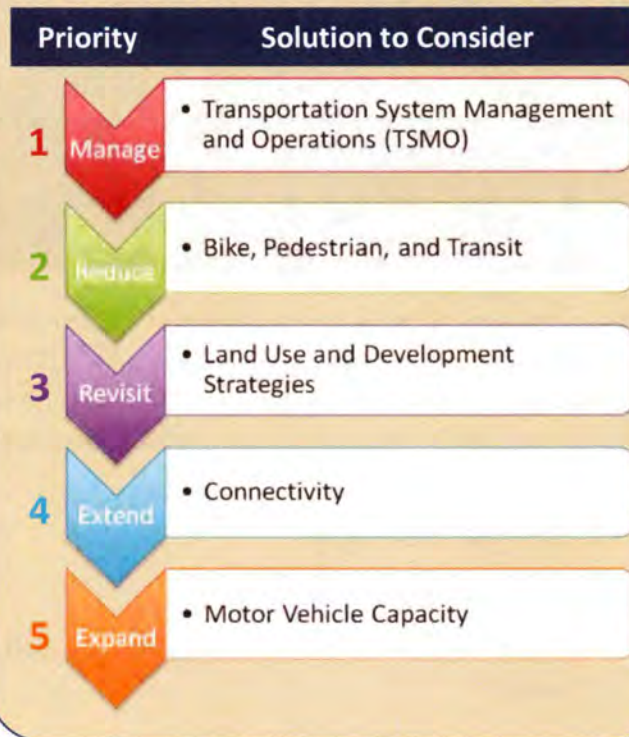 Priority Solution to Consider
1 Manage • Transportation System Management
and Operations (TSMO)
2 Reduce • Bike, Pedestrian, and Transit
3 Revisit • Land Use and Development
Strategies
4 Extend • Connectivity
5 Expand • Motor Vehicle Capacity